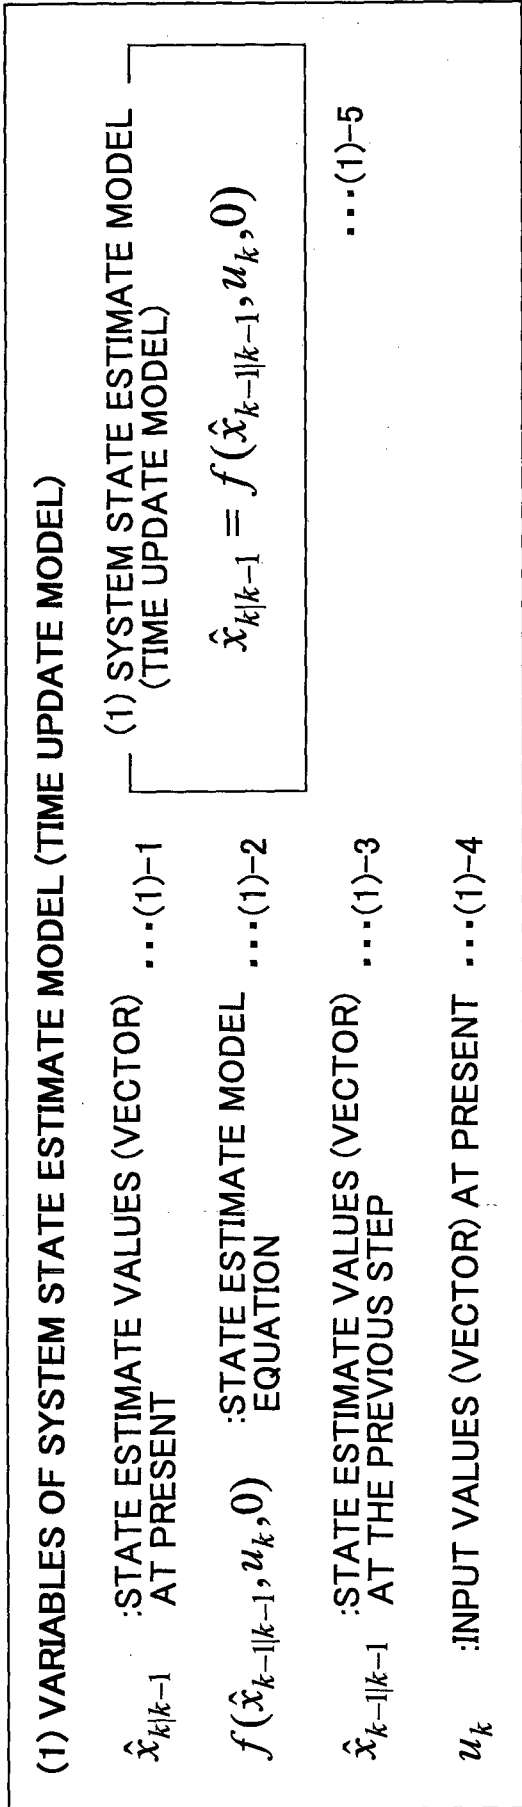 (1) VARIABLES OF SYSTEM STATE ESTIMATE MODEL (TIME UPDATE MODEL)
x̂ₖ|ₖ₋₁ :STATE ESTIMATE VALUES (VECTOR) ···(1)-1
AT PRESENT
f(x̂ₖ₋₁|ₖ₋₁, uₖ, 0) :STATE ESTIMATE MODEL ···(1)-2
EQUATION
x̂ₖ₋₁|ₖ₋₁ :STATE ESTIMATE VALUES (VECTOR) ···(1)-3
AT THE PREVIOUS STEP
uₖ :INPUT VALUES (VECTOR) AT PRESENT ···(1)-4
(1) SYSTEM STATE ESTIMATE MODEL
(TIME UPDATE MODEL)
x̂ₖ|ₖ₋₁ = f(x̂ₖ₋₁|ₖ₋₁, uₖ, 0)
···(1)-5